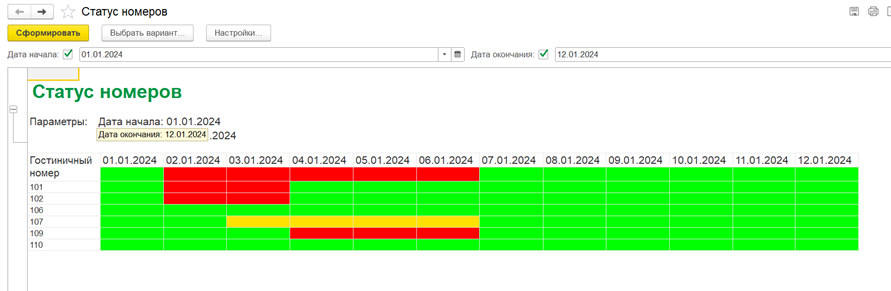 Статус номеров
Сформировать Выбрать вариант... Настройки...
Дата начала: 01.01.2024 Дата окончания: 12.01.2024
Статус номеров
Параметры: Дата начала: 01.01.2024
Дата окончания: 12.01.2024 .2024
Гостиничный номер 01.01.2024 02.01.2024 03.01.2024 04.01.2024 05.01.2024 06.01.2024 07.01.2024 08.01.2024 09.01.2024 10.01.2024 11.01.2024 12.01.2024
101
102
106
107
109
110